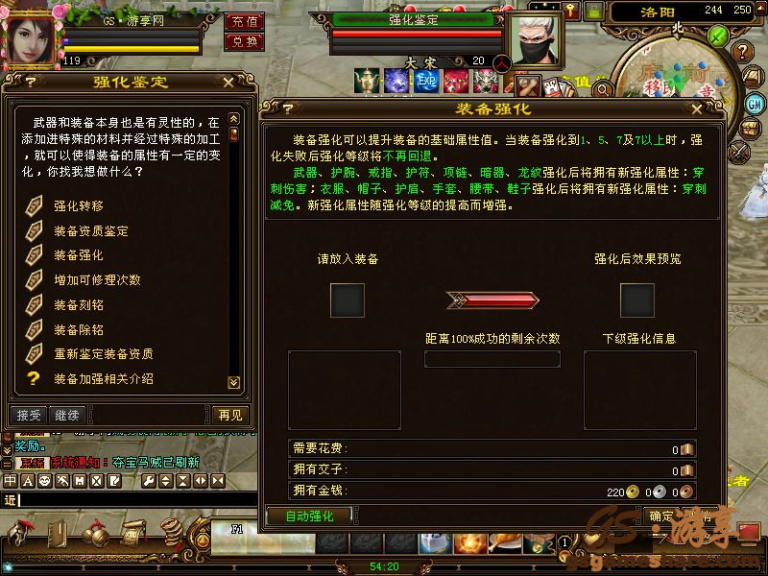 GS·游享网
119
充值
兑换
强化鉴定
大宋
20
洛阳
244 250
北
GM
强化鉴定
武器和装备本身也是有灵性的，在
添加进特殊的材料并经过特殊的加工
，就可以使得装备的属性有一定的变
化，你找我想做什么？
强化转移
装备资质鉴定
装备强化
增加可修理次数
装备刻铭
装备除铭
重新鉴定装备资质
装备加强相关介绍
接受
继续
再见
装备强化
装备强化可以提升装备的基础属性值。当装备强化到1、5、7及7以上时，强
化失败后强化等级将不再回退。
武器、护腕、戒指、护符、项链、暗器、龙纹强化后将拥有新强化属性：穿
刺伤害；衣服、帽子、护肩、手套、腰带、鞋子强化后将拥有新强化属性：穿刺
减免。新强化属性随强化等级的提高而增强。
请放入装备
强化后效果预览
距离100%成功的剩余次数
下级强化信息
需要花费：
0
拥有交子：
0
拥有金钱：
220 0 0
自动强化
确定
奖励。
系统通知：夺宝马贼已刷新
近
F1
1
54:20
GS游享